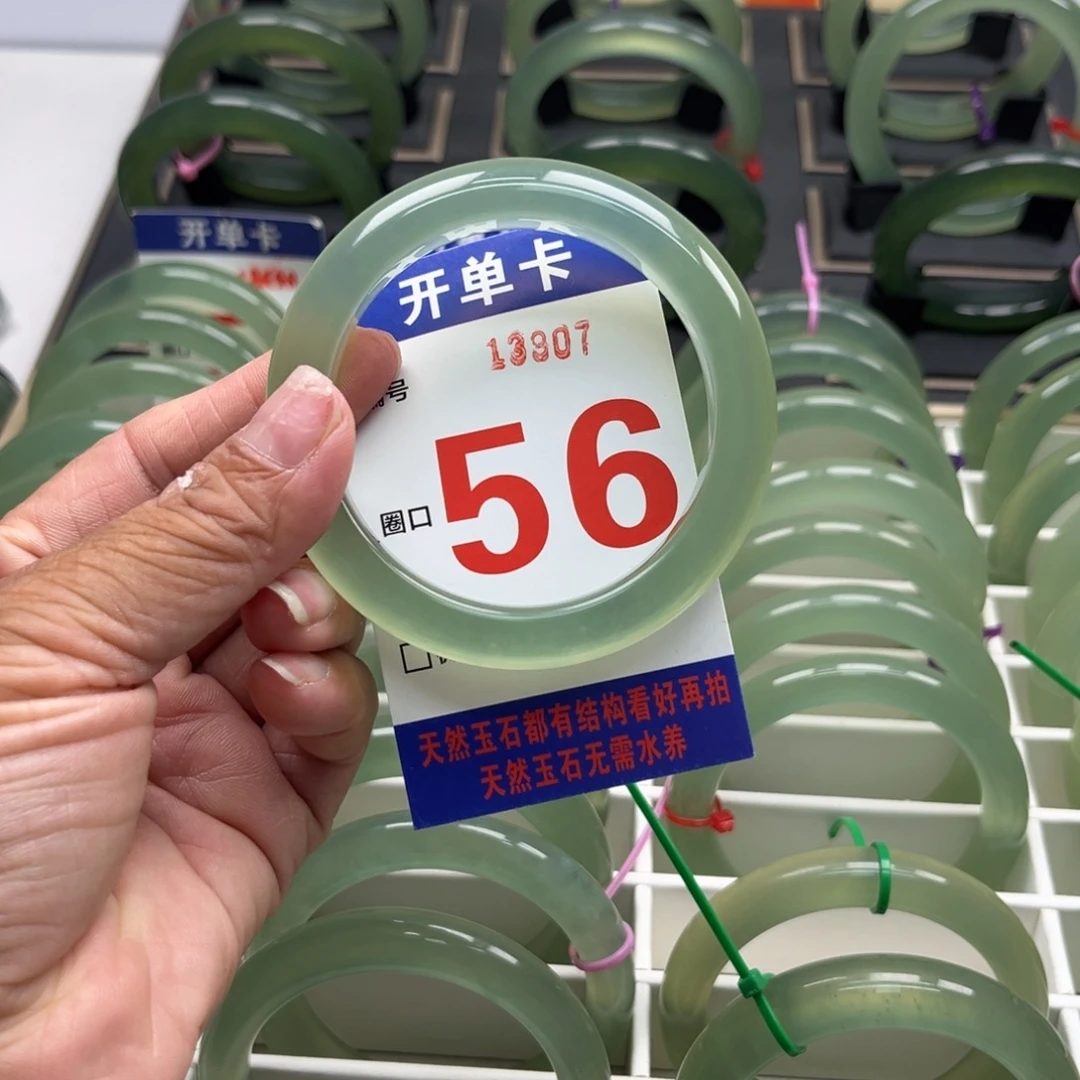 开单卡
开单卡
13907
号
圈口 56
天然玉石都有结构看好再拍
天然玉石无需水养